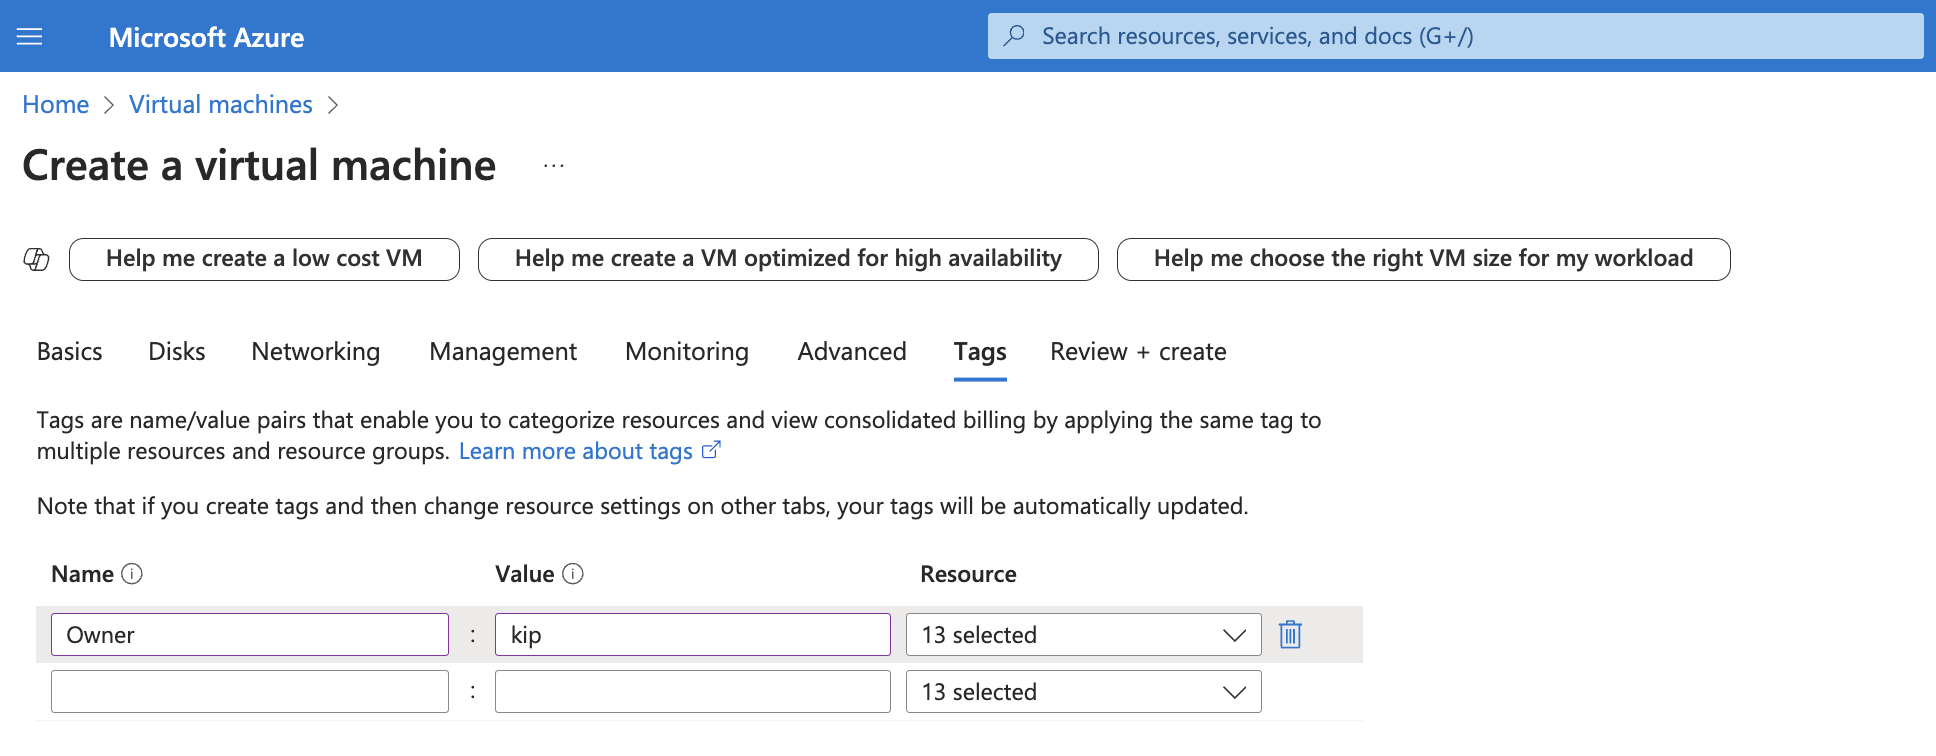 Microsoft Azure
Search resources, services, and docs (G+/)
Home > Virtual machines >
Create a virtual machine ...
Help me create a low cost VM
Help me create a VM optimized for high availability
Help me choose the right VM size for my workload
Basics Disks Networking Management Monitoring Advanced Tags Review + create
Tags are name/value pairs that enable you to categorize resources and view consolidated billing by applying the same tag to
multiple resources and resource groups. Learn more about tags
Note that if you create tags and then change resource settings on other tabs, your tags will be automatically updated.
Name Value Resource
Owner : kip 13 selected
: 13 selected